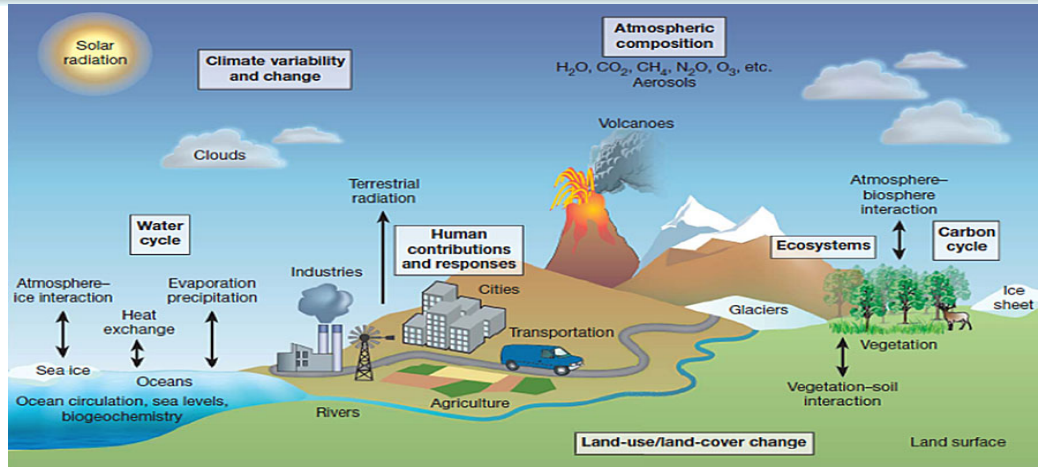 Solar
radiation
Climate variability
and change
Atmospheric
composition
H₂O, CO₂, CH₄, N₂O, O₃, etc.
Aerosols
Clouds
Volcanoes
Terrestrial
radiation
Atmosphere–
biosphere
interaction
Water
cycle
Human
contributions
and responses
Ecosystems
Carbon
cycle
Atmosphere–
ice interaction
Evaporation
precipitation
Heat
exchange
Industries
Cities
Transportation
Glaciers
Ice
sheet
Vegetation
Sea ice
Oceans
Ocean circulation, sea levels,
biogeochemistry
Rivers
Agriculture
Vegetation–soil
interaction
Land-use/land-cover change
Land surface